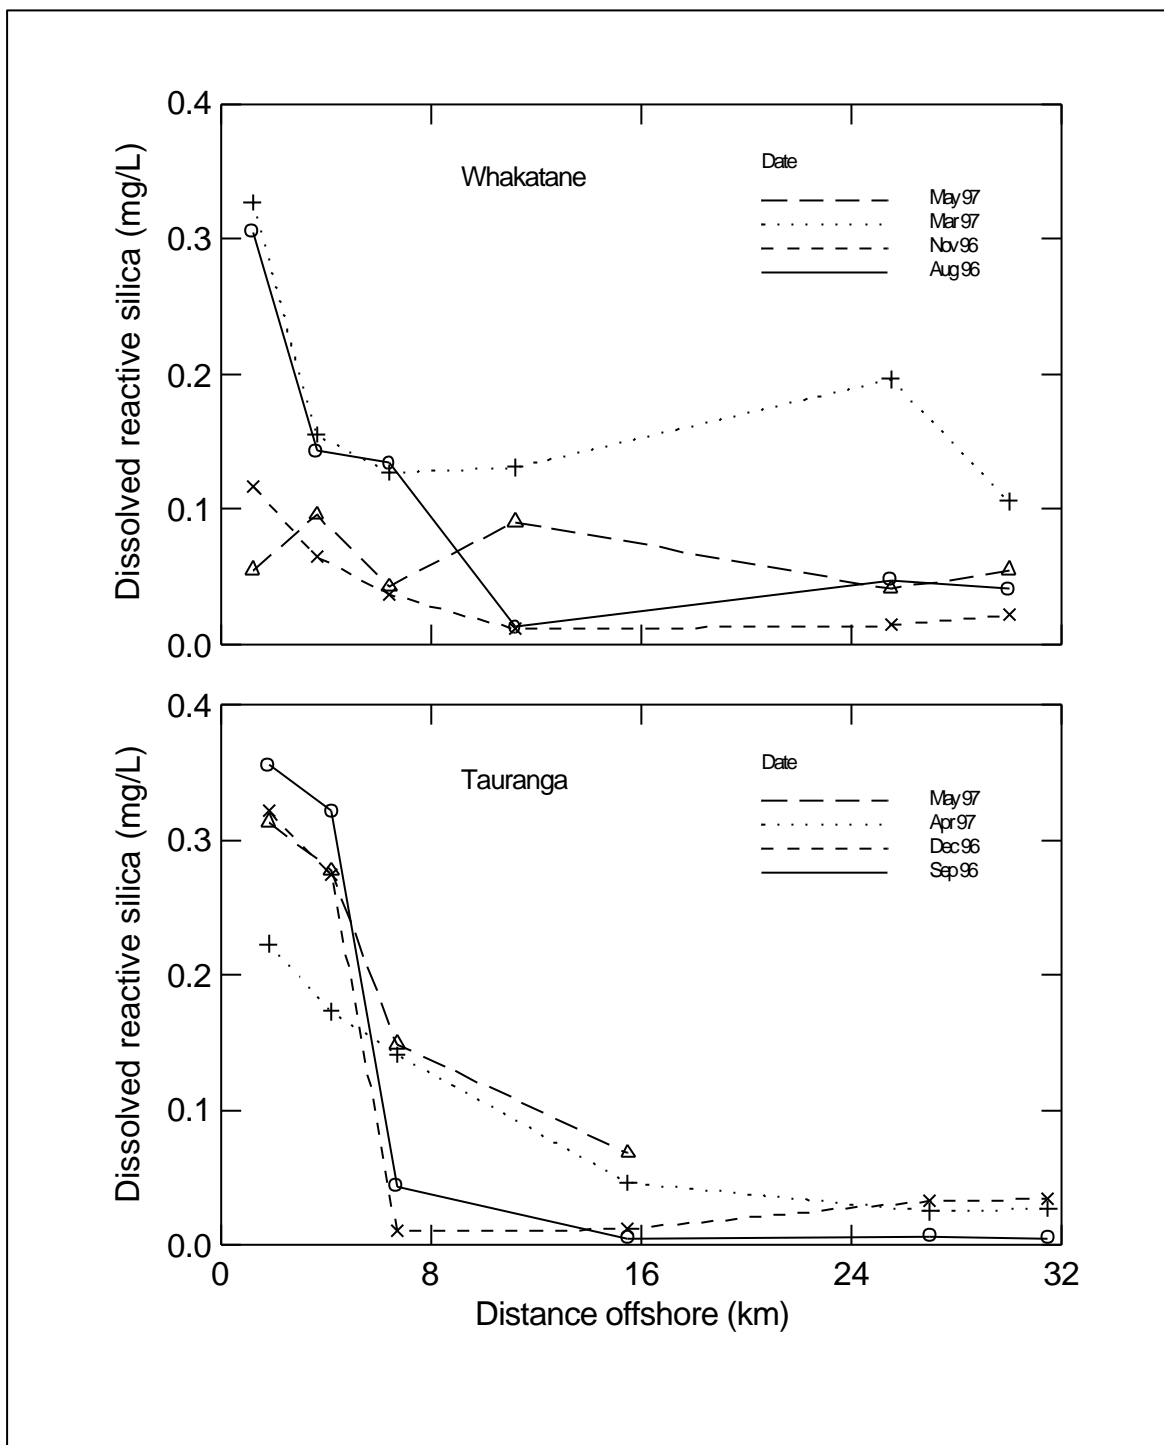 0.4
0.3
0.2
0.1
0.0
Dissolved reactive silica (mg/L)
Whakatane
Date
May 97
Mar 97
Nov 96
Aug 96
0.4
0.3
0.2
0.1
0.0
Dissolved reactive silica (mg/L)
Tauranga
Date
May 97
Apr 97
Dec 96
Sep 96
0 8 16 24 32
Distance offshore (km)